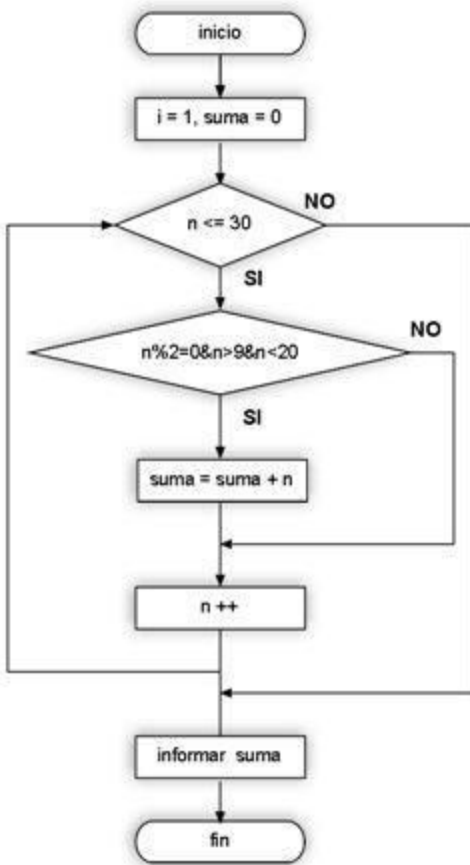 inicio
i = 1, suma = 0
NO
n <= 30
SI
NO
n%2=0&n>9&n<20
SI
suma = suma + n
n ++
informar suma
fin